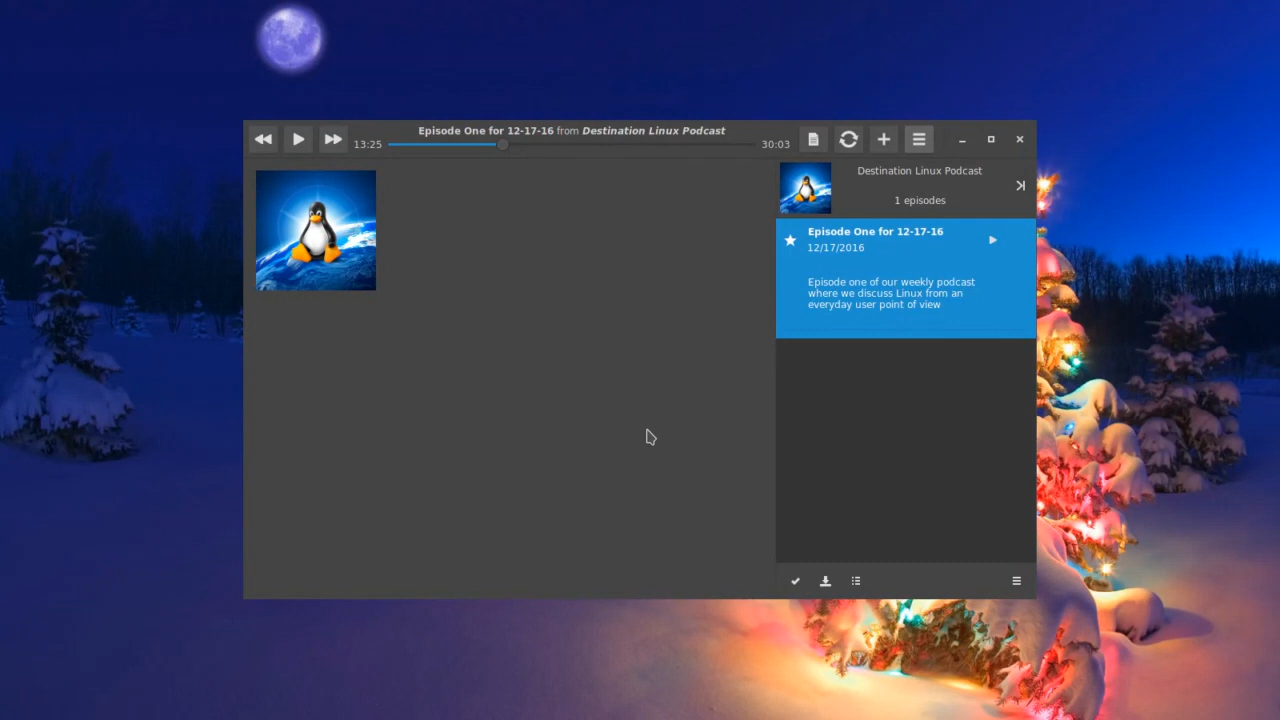 Episode One for 12-17-16 from Destination Linux Podcast
13:25
30:03
Destination Linux Podcast
1 episodes
Episode One for 12-17-16
12/17/2016
Episode one of our weekly podcast
where we discuss Linux from an
everyday user point of view